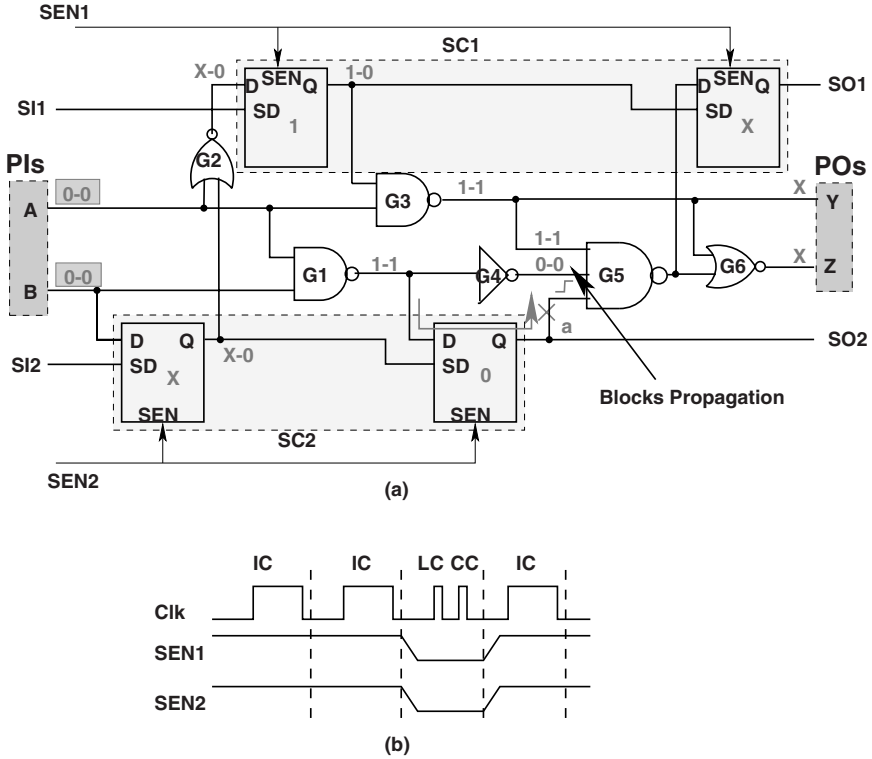 SEN1
SC1
X-0
D SEN Q
1-0
D SEN Q
SO1
SI1
SD
1
SD
X
PIs
G2
POs
0-0
A
G3
1-1
X
Y
1-1
0-0
B
G1
1-1
G4
0-0
G5
G6
X
Z
a
D Q
X-0
D Q
SO2
SI2
SD
X
SD
0
Blocks Propagation
SEN
SEN
SC2
SEN2
(a)
IC IC LC CC IC
Clk
SEN1
SEN2
(b)